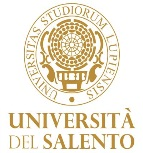 UNIVERSITAS STUDIORUM LUPIENSIS
UNIVERSITÀ
DEL SALENTO